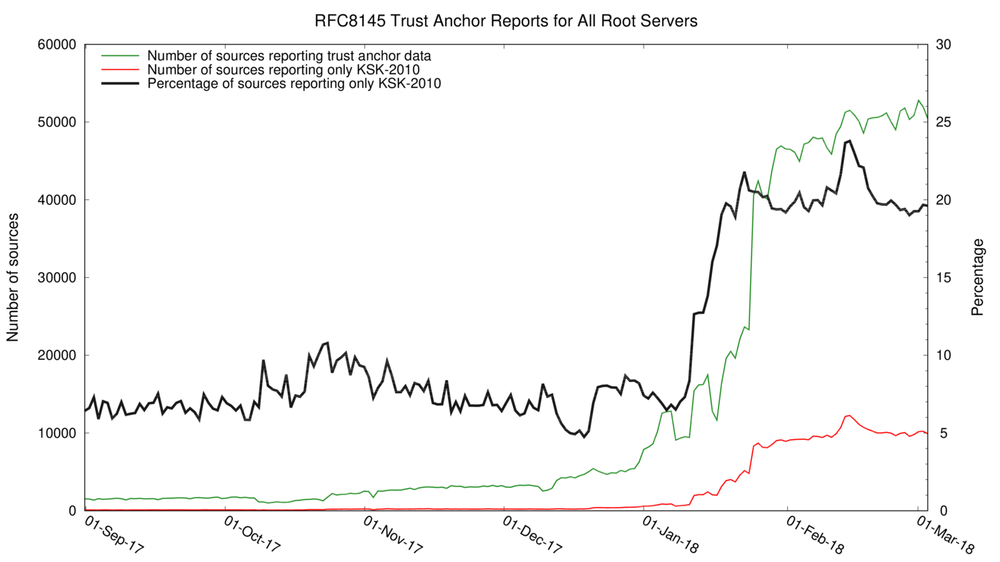 RFC8145 Trust Anchor Reports for All Root Servers
Number of sources reporting trust anchor data
Number of sources reporting only KSK-2010
Percentage of sources reporting only KSK-2010
Number of sources
60000
50000
40000
30000
20000
10000
0
30
25
20
15
10
5
0
Percentage
01-Sep-17
01-Oct-17
01-Nov-17
01-Dec-17
01-Jan-18
01-Feb-18
01-Mar-18